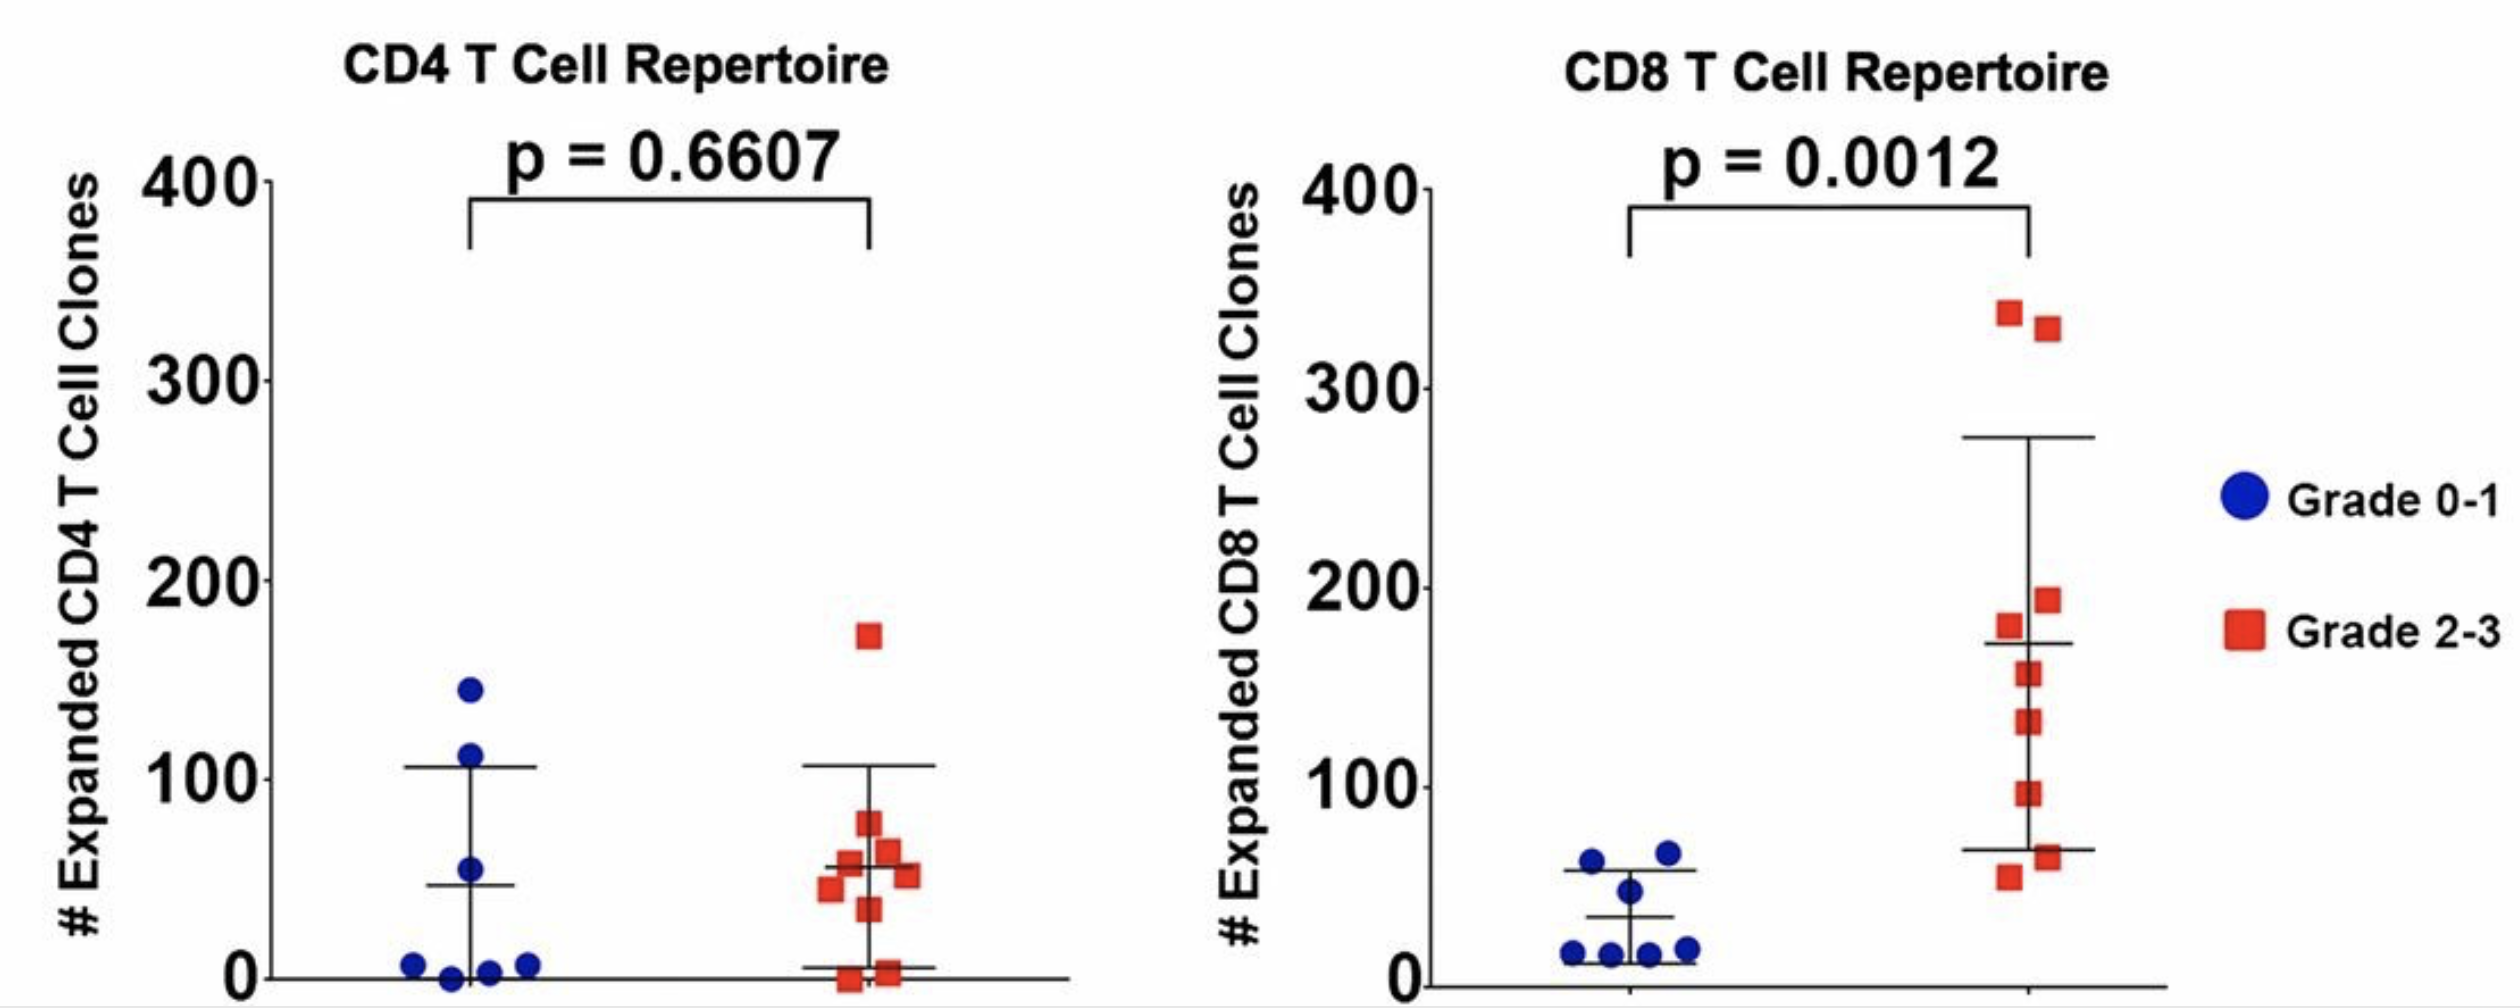 CD4 T Cell Repertoire
p = 0.6607
# Expanded CD4 T Cell Clones
400
300
200
100
0
CD8 T Cell Repertoire
p = 0.0012
# Expanded CD8 T Cell Clones
400
300
200
100
0
Grade 0-1
Grade 2-3